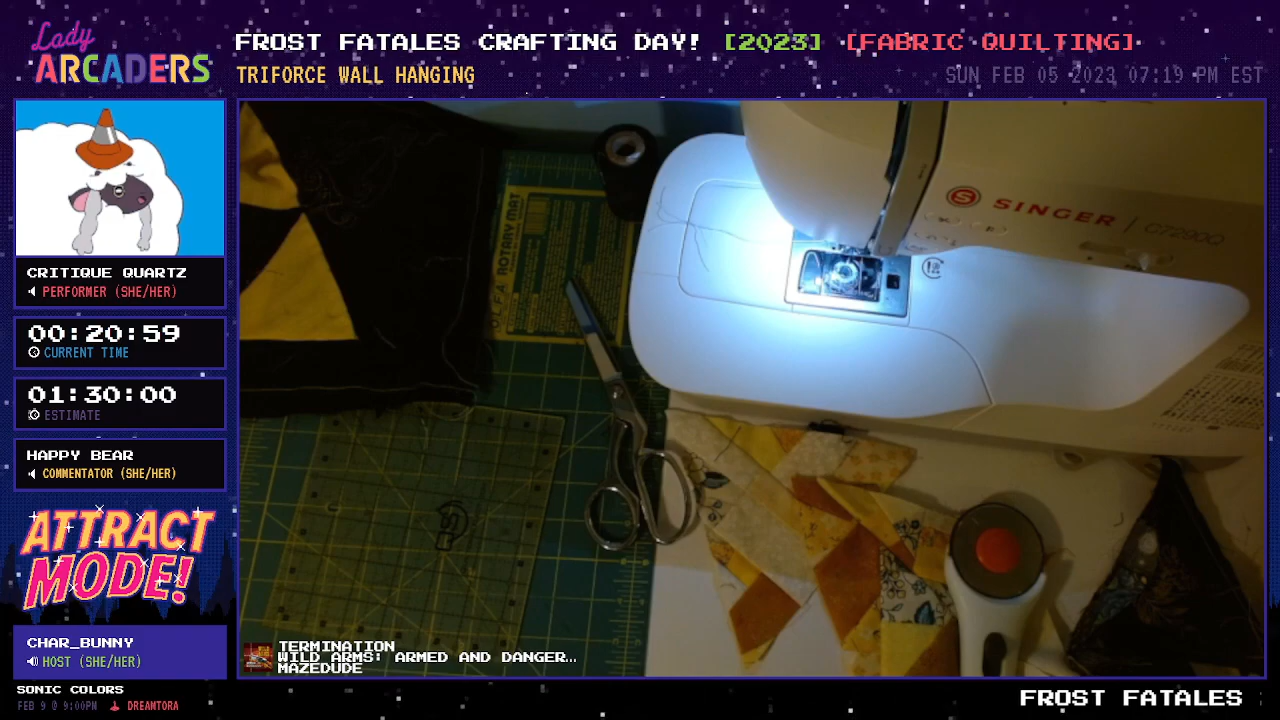 Lady
ARCADERS
FROST FATALES CRAFTING DAY! [2023] [FABRIC QUILTING]
TRIFORCE WALL HANGING
SUN FEB 05 2023 07:19 PM EST
CRITIQUE QUARTZ
PERFORMER (SHE/HER)
00:20:59
CURRENT TIME
01:30:00
ESTIMATE
HAPPY BEAR
COMMENTATOR (SHE/HER)
ATTRACT
MODE!
CHAR_BUNNY
HOST (SHE/HER)
SONIC COLORS
FEB 9 @ 9:00PM DREAMTORA
OLFA ROTARY MAT
SINGER / C7290Q
TERMINATION
WILD ARMS: ARMED AND DANGER...
MAZEDUDE
FROST FATALES